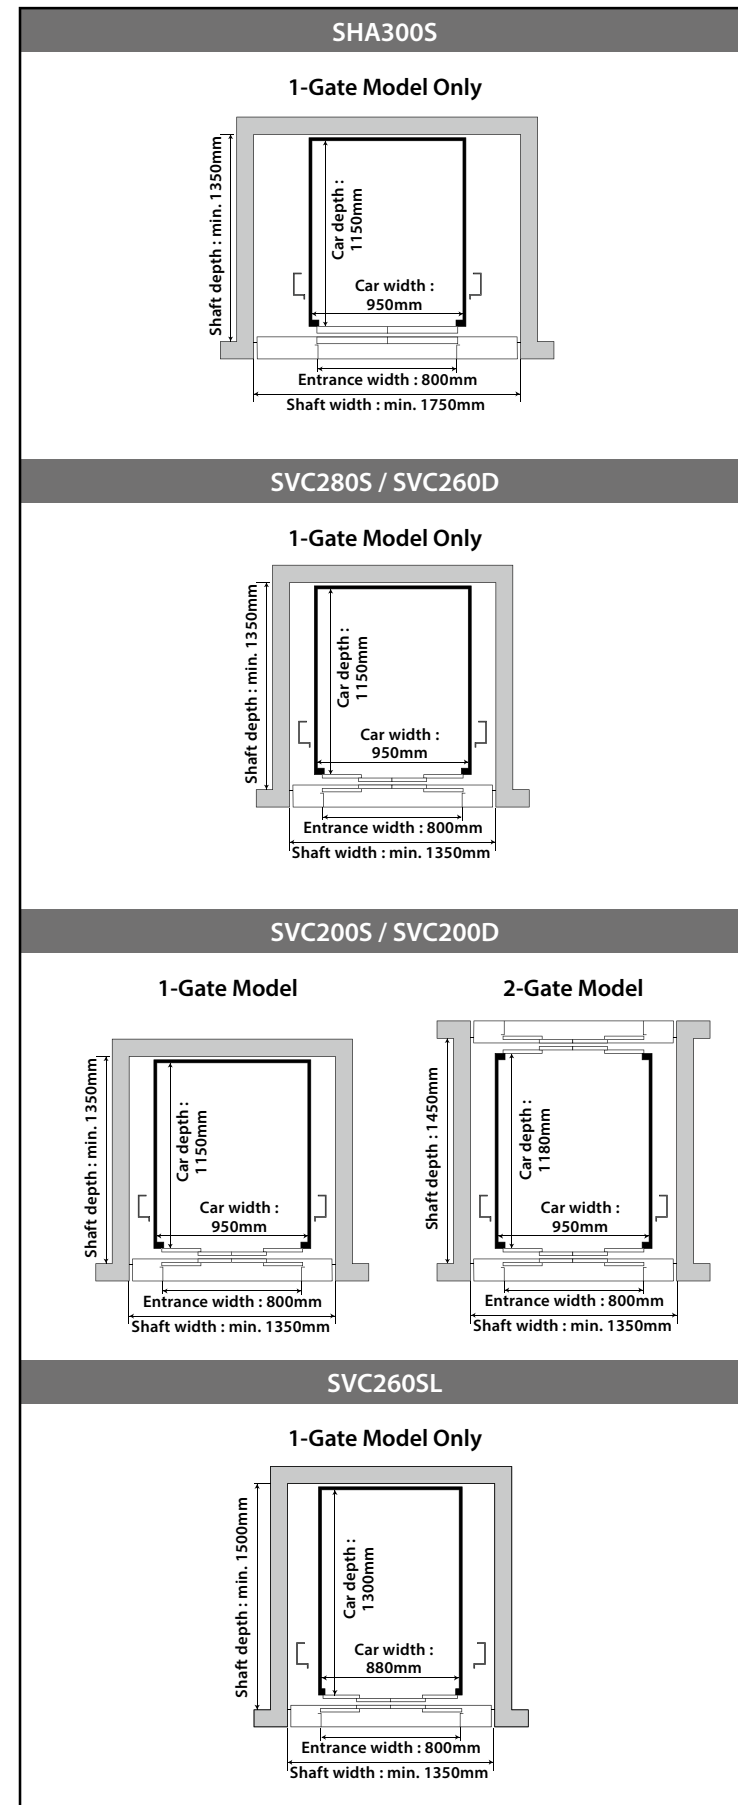 SHA300S
1-Gate Model Only
Shaft depth : min. 1350mm
Car depth :
1150mm
Car width :
950mm
Entrance width : 800mm
Shaft width : min. 1750mm
SVC280S / SVC260D
1-Gate Model Only
Shaft depth : min. 1350mm
Car depth :
1150mm
Car width :
950mm
Entrance width : 800mm
Shaft width : min. 1350mm
SVC200S / SVC200D
1-Gate Model
Shaft depth : min. 1350mm
Car depth :
1150mm
Car width :
950mm
Entrance width : 800mm
Shaft width : min. 1350mm
2-Gate Model
Shaft depth : 1450mm
Car depth :
1180mm
Car width :
950mm
Entrance width : 800mm
Shaft width : min. 1350mm
SVC260SL
1-Gate Model Only
Shaft depth : min. 1500mm
Car depth :
1300mm
Car width :
880mm
Entrance width : 800mm
Shaft width : min. 1350mm